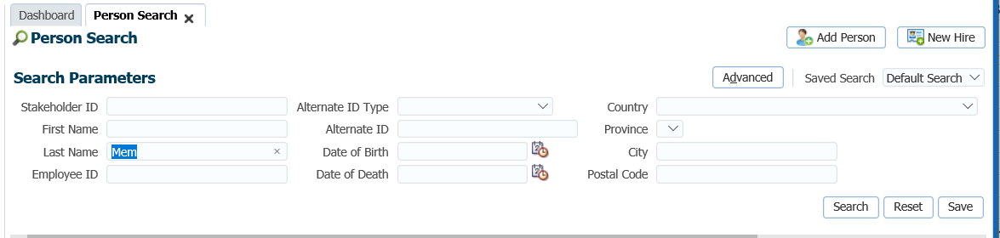 Dashboard Person Search
Person Search Add Person New Hire
Search Parameters Advanced Saved Search Default Search
Stakeholder ID Alternate ID Type Country
First Name Alternate ID Province
Last Name Mem Date of Birth City
Employee ID Date of Death Postal Code
Search Reset Save